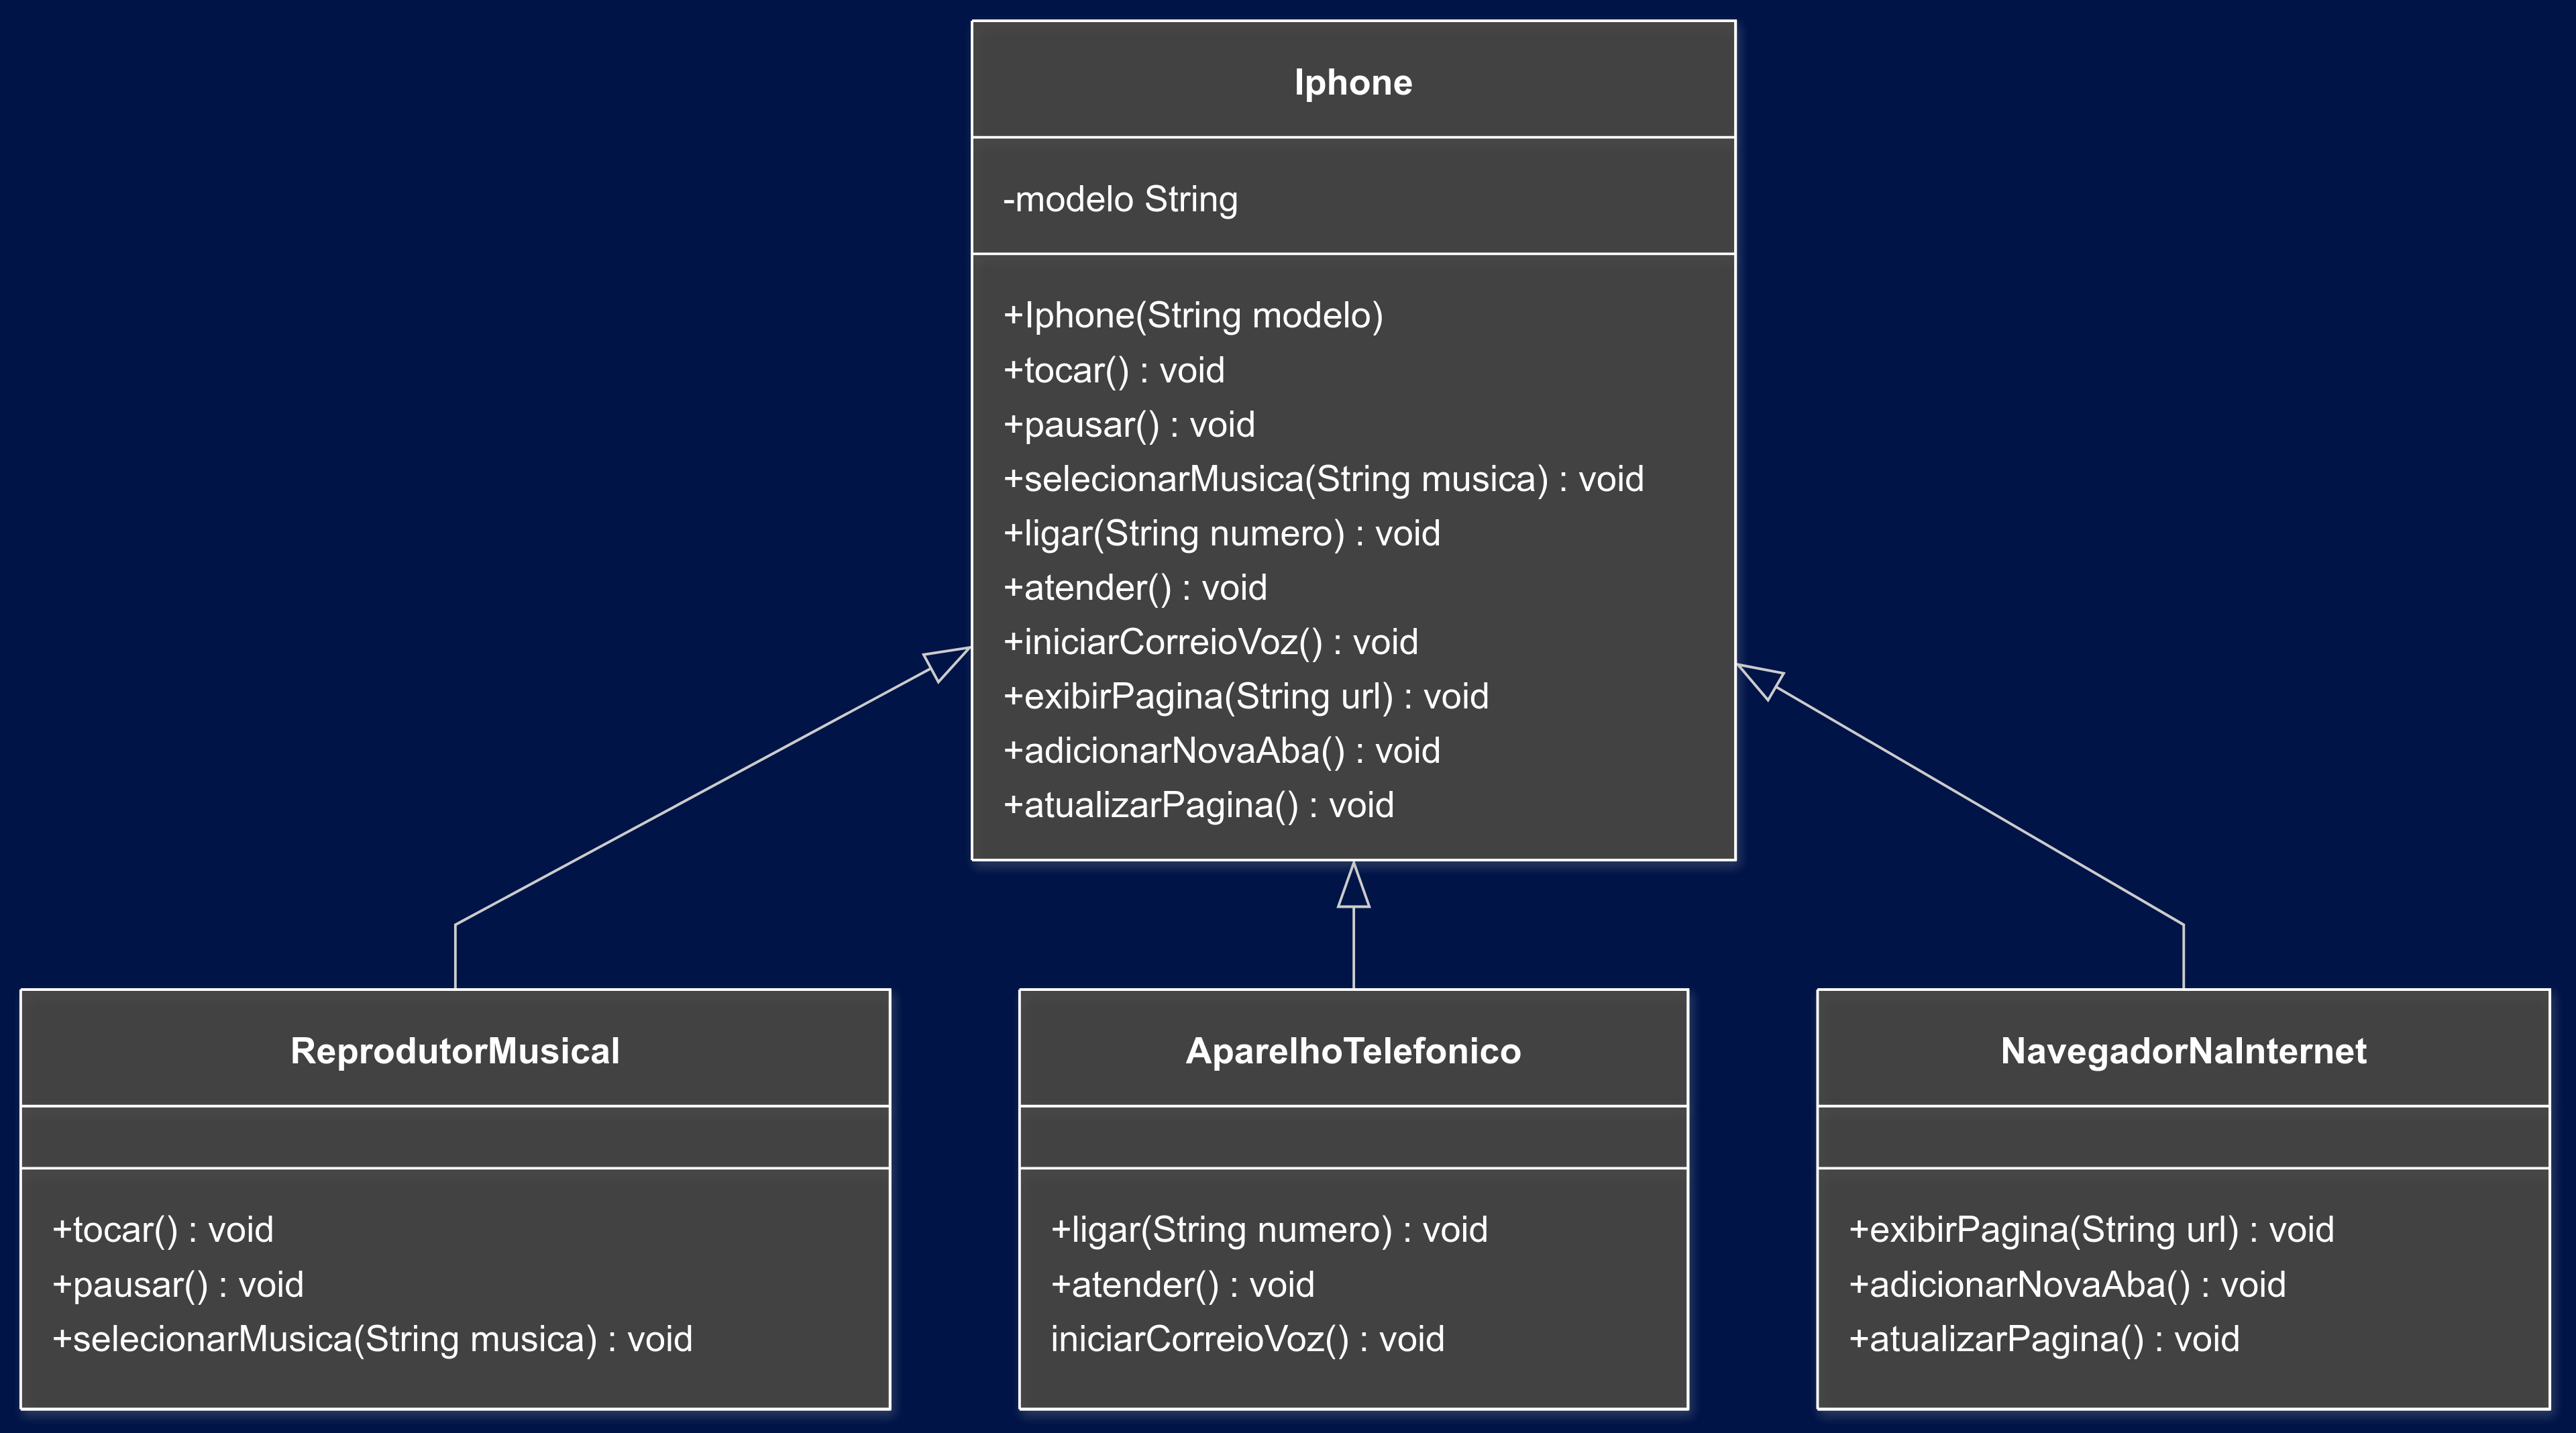 Iphone
-modelo String
+Iphone(String modelo)
+tocar() : void
+pausar() : void
+selecionarMusica(String musica) : void
+ligar(String numero) : void
+atender() : void
+iniciarCorreioVoz() : void
+exibirPagina(String url) : void
+adicionarNovaAba() : void
+atualizarPagina() : void
ReprodutorMusical
+tocar() : void
+pausar() : void
+selecionarMusica(String musica) : void
AparelhoTelefonico
+ligar(String numero) : void
+atender() : void
iniciarCorreioVoz() : void
NavegadorNaInternet
+exibirPagina(String url) : void
+adicionarNovaAba() : void
+atualizarPagina() : void